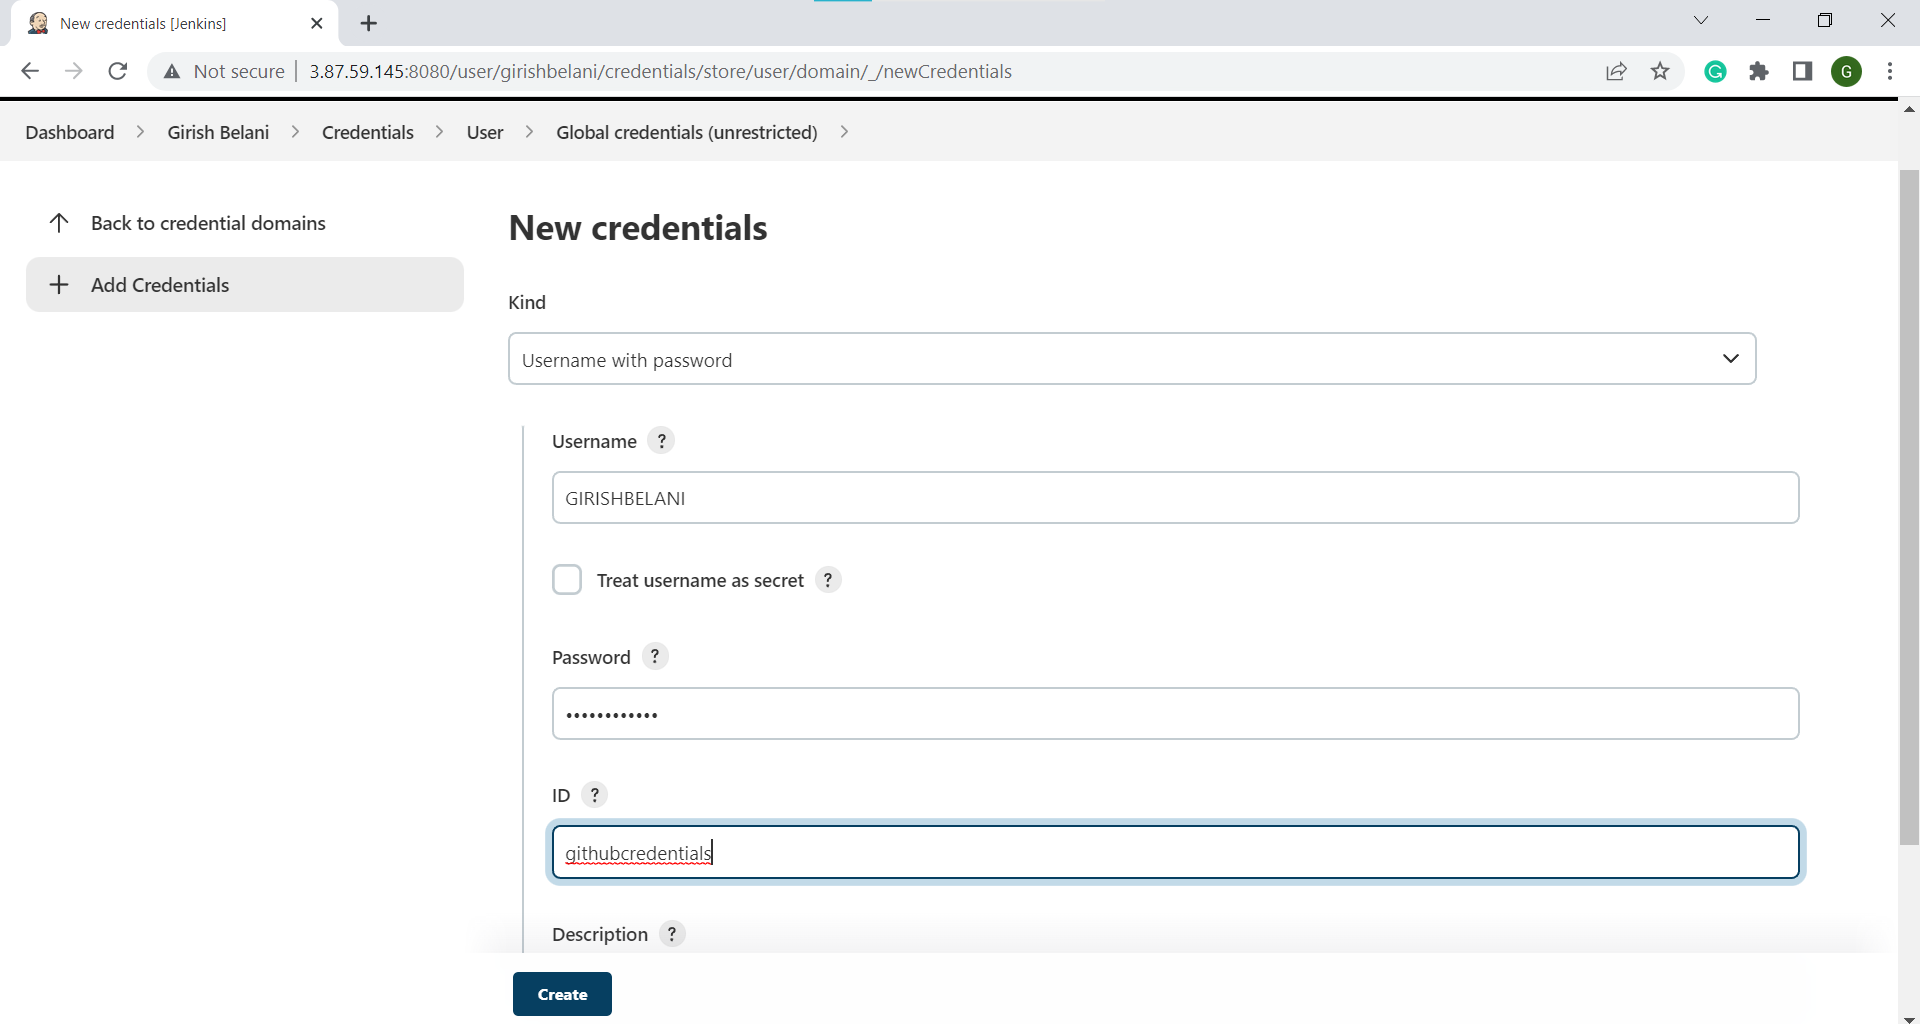 New credentials [Jenkins]
Not secure 3.87.59.145:8080/user/girishbelani/credentials/store/user/domain/_/newCredentials
G
G
Dashboard Girish Belani Credentials User Global credentials (unrestricted)
Back to credential domains
Add Credentials
New credentials
Kind
Username with password
Username ?
GIRISHBELANI
Treat username as secret ?
Password ?
••••••••••••
ID ?
githubcredentials
Description ?
Create